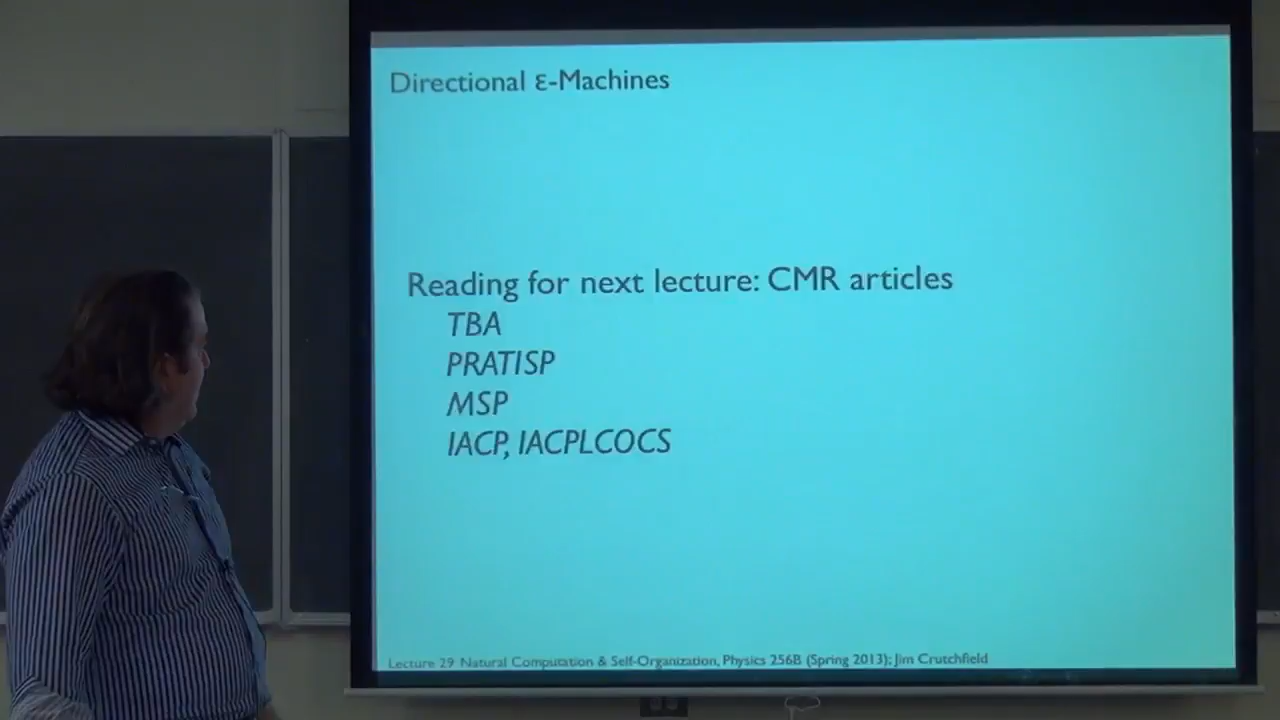 Directional ε-Machines
Reading for next lecture: CMR articles
TBA
PRATISP
MSP
IACP, IACPLCOCS
Lecture 29 Natural Computation & Self-Organization, Physics 256B (Spring 2013); Jim Crutchfield